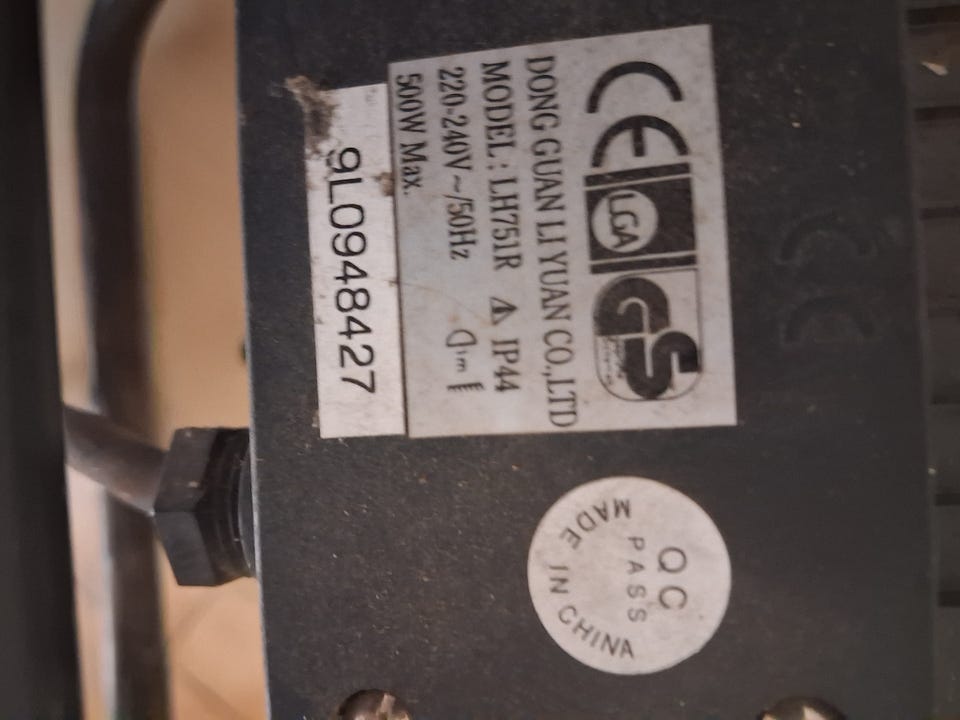 CE LGA GS
DONG GUAN LI YUAN CO.,LTD
MODEL : LH751R ⚠ IP44
220-240V~/50Hz 1m
500W Max.
9L0948427
QC
PASS
MADE IN CHINA